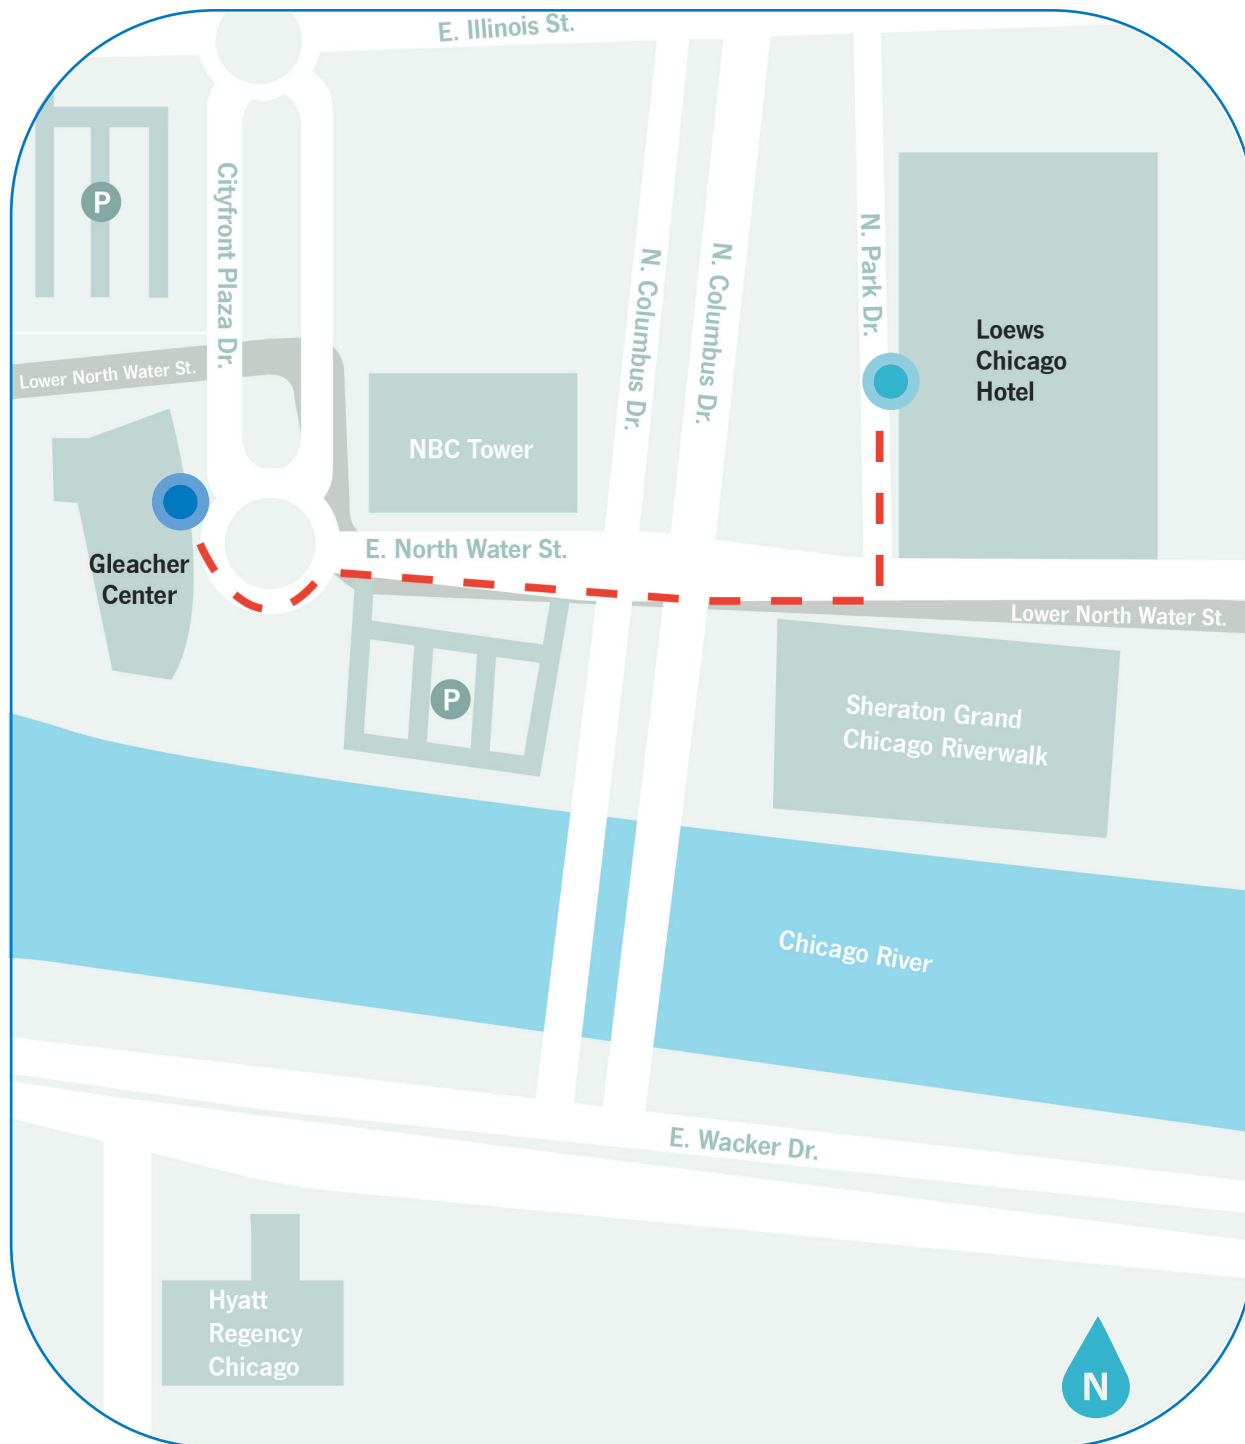 E. Illinois St.
P
Cityfront Plaza Dr.
N. Columbus Dr.
N. Columbus Dr.
N. Park Dr.
Loews
Chicago
Hotel
Lower North Water St.
NBC Tower
E. North Water St.
Gleacher
Center
Lower North Water St.
P
Sheraton Grand
Chicago Riverwalk
Chicago River
E. Wacker Dr.
Hyatt
Regency
Chicago
N